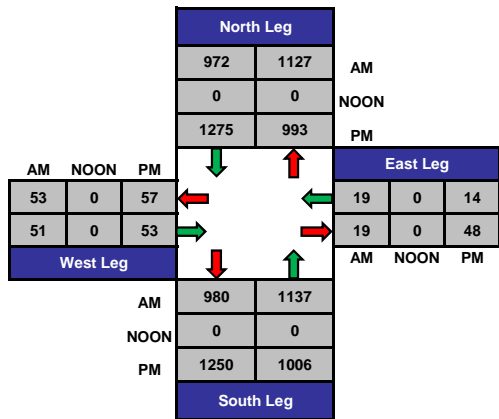 North Leg
972 1127 AM
0 0 NOON
1275 993 PM
AM NOON PM East Leg
53 0 57 19 0 14
51 0 53 19 0 48
West Leg AM NOON PM
AM 980 1137
NOON 0 0
PM 1250 1006
South Leg